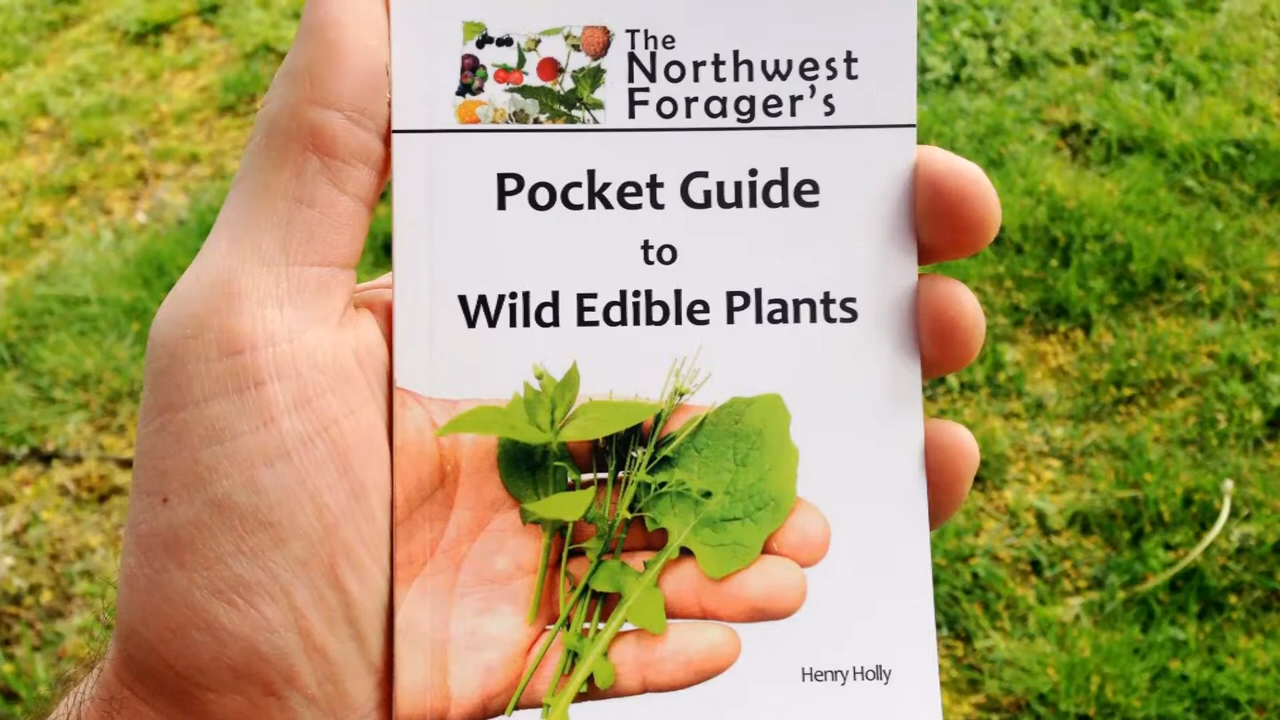 The
Northwest
Forager's
Pocket Guide
to
Wild Edible Plants
Henry Holly